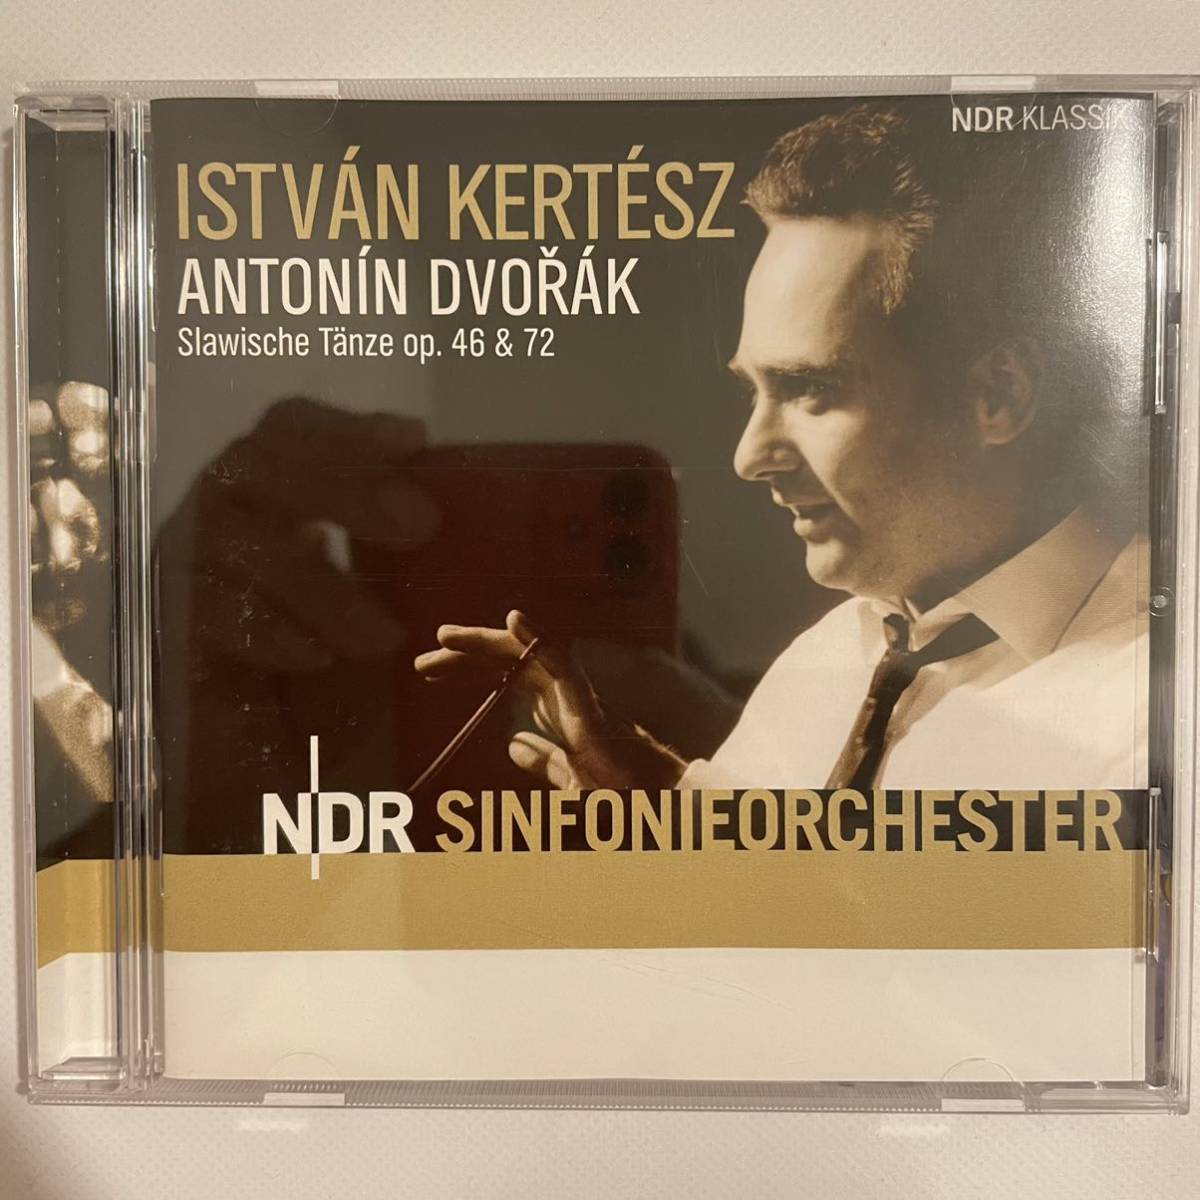 NDR KLASSIK
ISTVÁN KERTÉSZ
ANTONÍN DVOŘÁK
Slawische Tänze op. 46 & 72
NDR SINFONIEORCHESTER